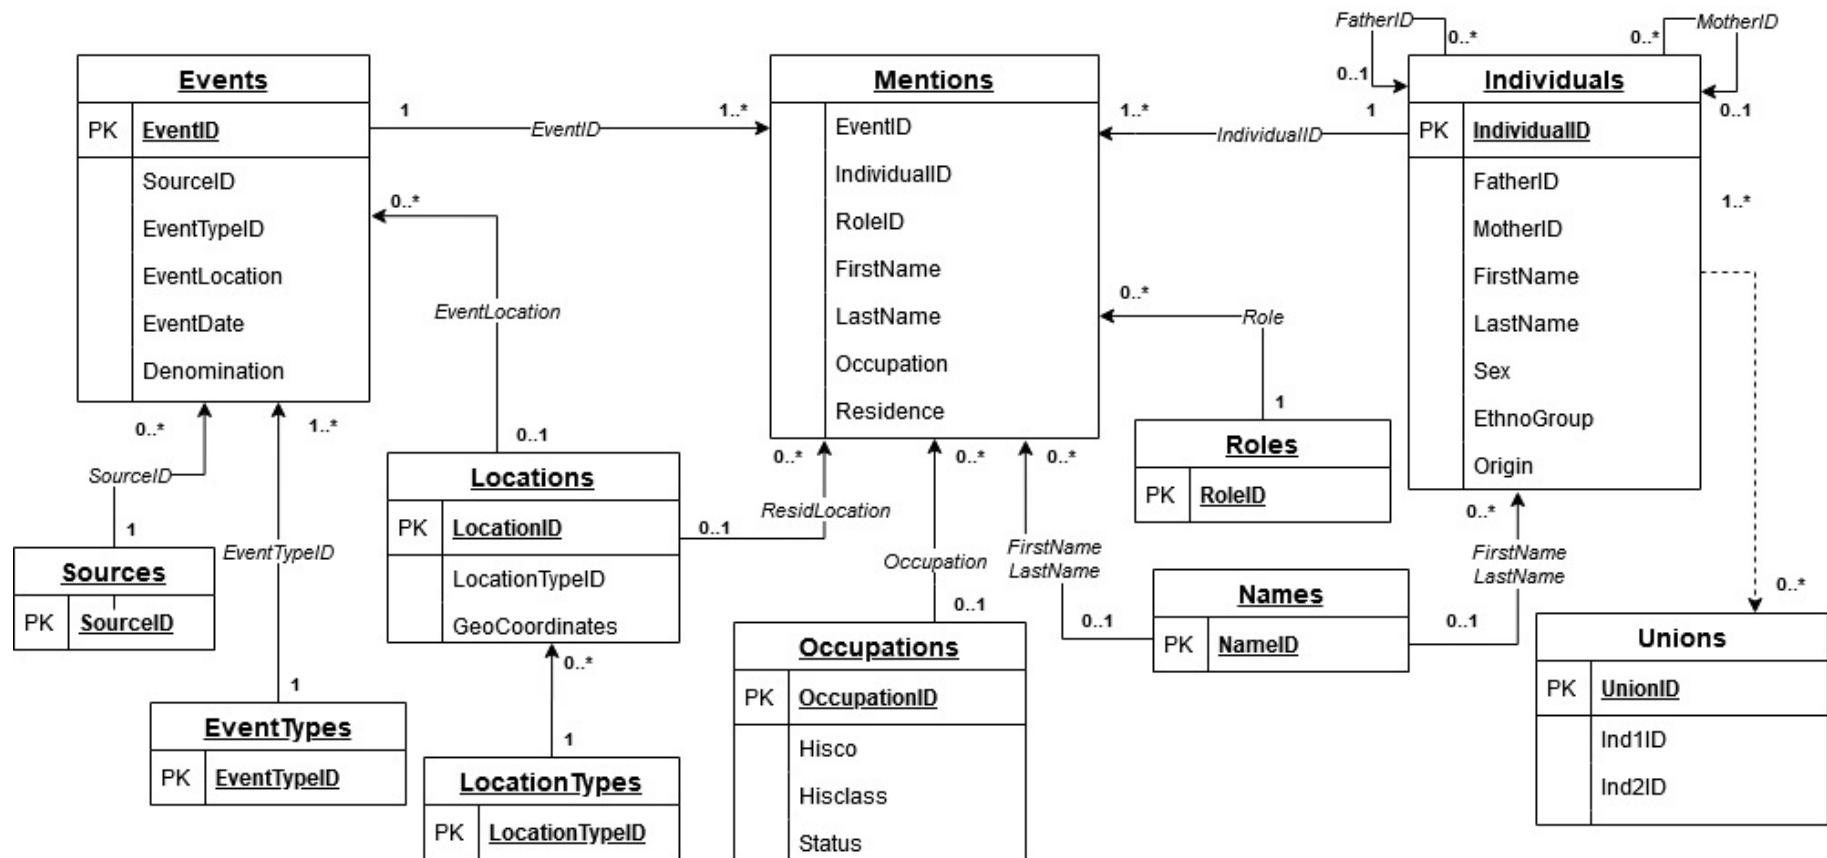 FatherID
0..*
0..*
MotherID
0..1
0..1
Events
PK EventID
SourceID
EventTypeID
EventLocation
EventDate
Denomination
1
EventID
1..*
Mentions
EventID
IndividualID
RoleID
FirstName
LastName
Occupation
Residence
1..*
IndividualID
1
Individuals
PK IndividualID
FatherID
MotherID
FirstName
LastName
Sex
EthnoGroup
Origin
1..*
0..*
EventLocation
0..1
0..*
Role
1
Roles
PK RoleID
0..*
SourceID
1
Sources
PK SourceID
1..*
EventTypeID
1
EventTypes
PK EventTypeID
Locations
PK LocationID
LocationTypeID
GeoCoordinates
0..1
ResidLocation
0..*
0..*
1
LocationTypes
PK LocationTypeID
0..*
Occupation
0..1
Occupations
PK OccupationID
Hisco
Hisclass
Status
0..*
FirstName
LastName
0..1
Names
PK NameID
0..1
FirstName
LastName
0..*
0..*
Unions
PK UnionID
Ind1ID
Ind2ID